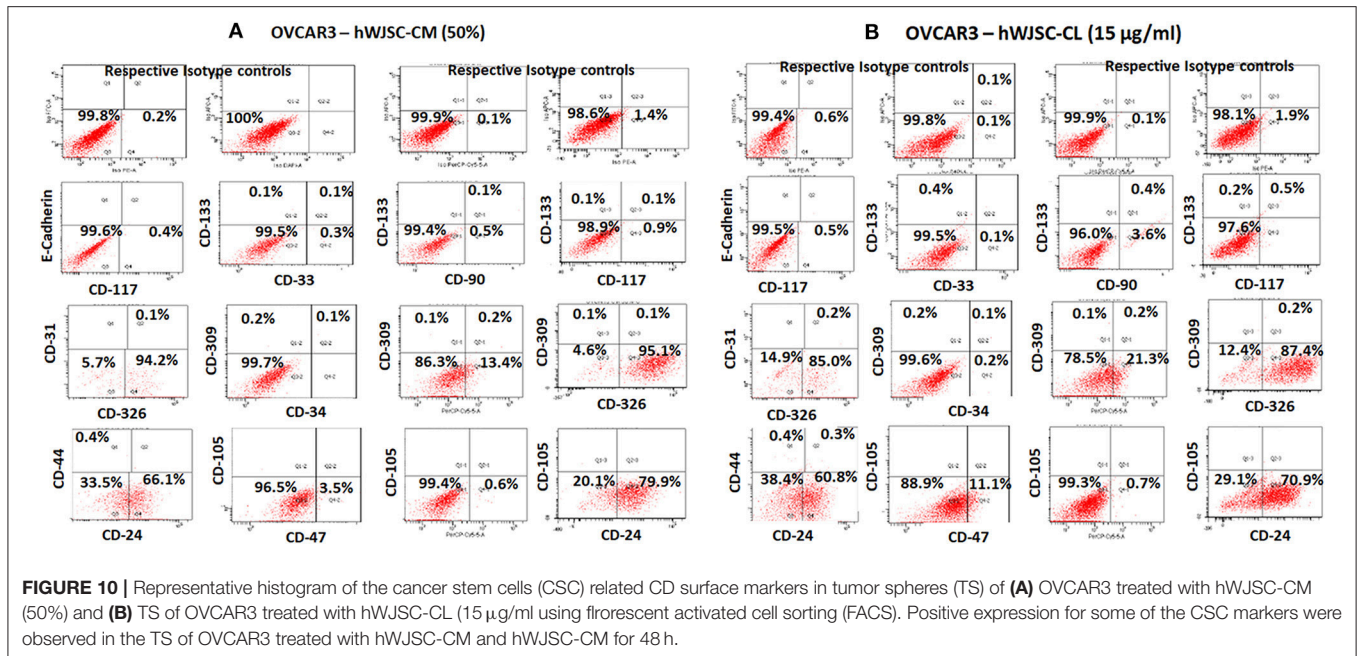 A OVCAR3 – hWJSC-CM (50%)
Respective Isotype controls
Respective Isotype controls
99.8% 0.2%
100%
99.9% 0.1%
98.6% 1.4%
E-Cadherin
99.6% 0.4%
CD-117
CD-133
0.1% 0.1%
99.5% 0.3%
CD-33
CD-133
0.1%
99.4% 0.5%
CD-90
CD-133
0.1% 0.1%
98.9% 0.9%
CD-117
CD-31
0.1%
5.7% 94.2%
CD-326
CD-309
0.2% 0.1%
99.7%
CD-34
CD-309
0.1% 0.2%
86.3% 13.4%
CD-309
0.1% 0.1%
4.6% 95.1%
CD-326
CD-44
0.4%
33.5% 66.1%
CD-24
CD-105
96.5% 3.5%
CD-47
CD-105
99.4% 0.6%
CD-105
20.1% 79.9%
CD-24
B OVCAR3 – hWJSC-CL (15 µg/ml)
Respective Isotype controls
Respective Isotype controls
99.4% 0.6%
0.1%
99.8% 0.1%
99.9% 0.1%
98.1% 1.9%
E-Cadherin
99.5% 0.5%
CD-117
CD-133
0.4%
99.5% 0.1%
CD-33
CD-133
0.4%
96.0% 3.6%
CD-90
CD-133
0.2% 0.5%
97.6%
CD-117
CD-31
0.2%
14.9% 85.0%
CD-326
CD-309
0.2% 0.1%
99.6% 0.2%
CD-34
CD-309
0.1% 0.2%
78.5% 21.3%
CD-309
0.2%
12.4% 87.4%
CD-326
CD-44
0.4% 0.3%
38.4% 60.8%
CD-24
CD-105
88.9% 11.1%
CD-47
CD-105
99.3% 0.7%
CD-105
29.1% 70.9%
CD-24
FIGURE 10 | Representative histogram of the cancer stem cells (CSC) related CD surface markers in tumor spheres (TS) of (A) OVCAR3 treated with hWJSC-CM
(50%) and (B) TS of OVCAR3 treated with hWJSC-CL (15 µg/ml using flrorescent activated cell sorting (FACS). Positive expression for some of the CSC markers were
observed in the TS of OVCAR3 treated with hWJSC-CM and hWJSC-CM for 48 h.